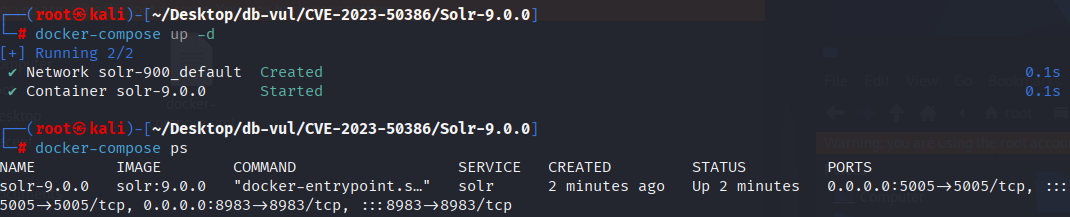 ┌──(root㉿kali)-[~/Desktop/db-vul/CVE-2023-50386/Solr-9.0.0]
└─# docker-compose up -d
[+] Running 2/2
✔ Network solr-900_default  Created  0.1s
✔ Container solr-9.0.0  Started  0.1s
┌──(root㉿kali)-[~/Desktop/db-vul/CVE-2023-50386/Solr-9.0.0]
└─# docker-compose ps
NAME  IMAGE  COMMAND  SERVICE  CREATED  STATUS  PORTS
solr-9.0.0  solr:9.0.0  "docker-entrypoint.s…"  solr  2 minutes ago  Up 2 minutes  0.0.0.0:5005→5005/tcp, :::
5005→5005/tcp, 0.0.0.0:8983→8983/tcp, :::8983→8983/tcp